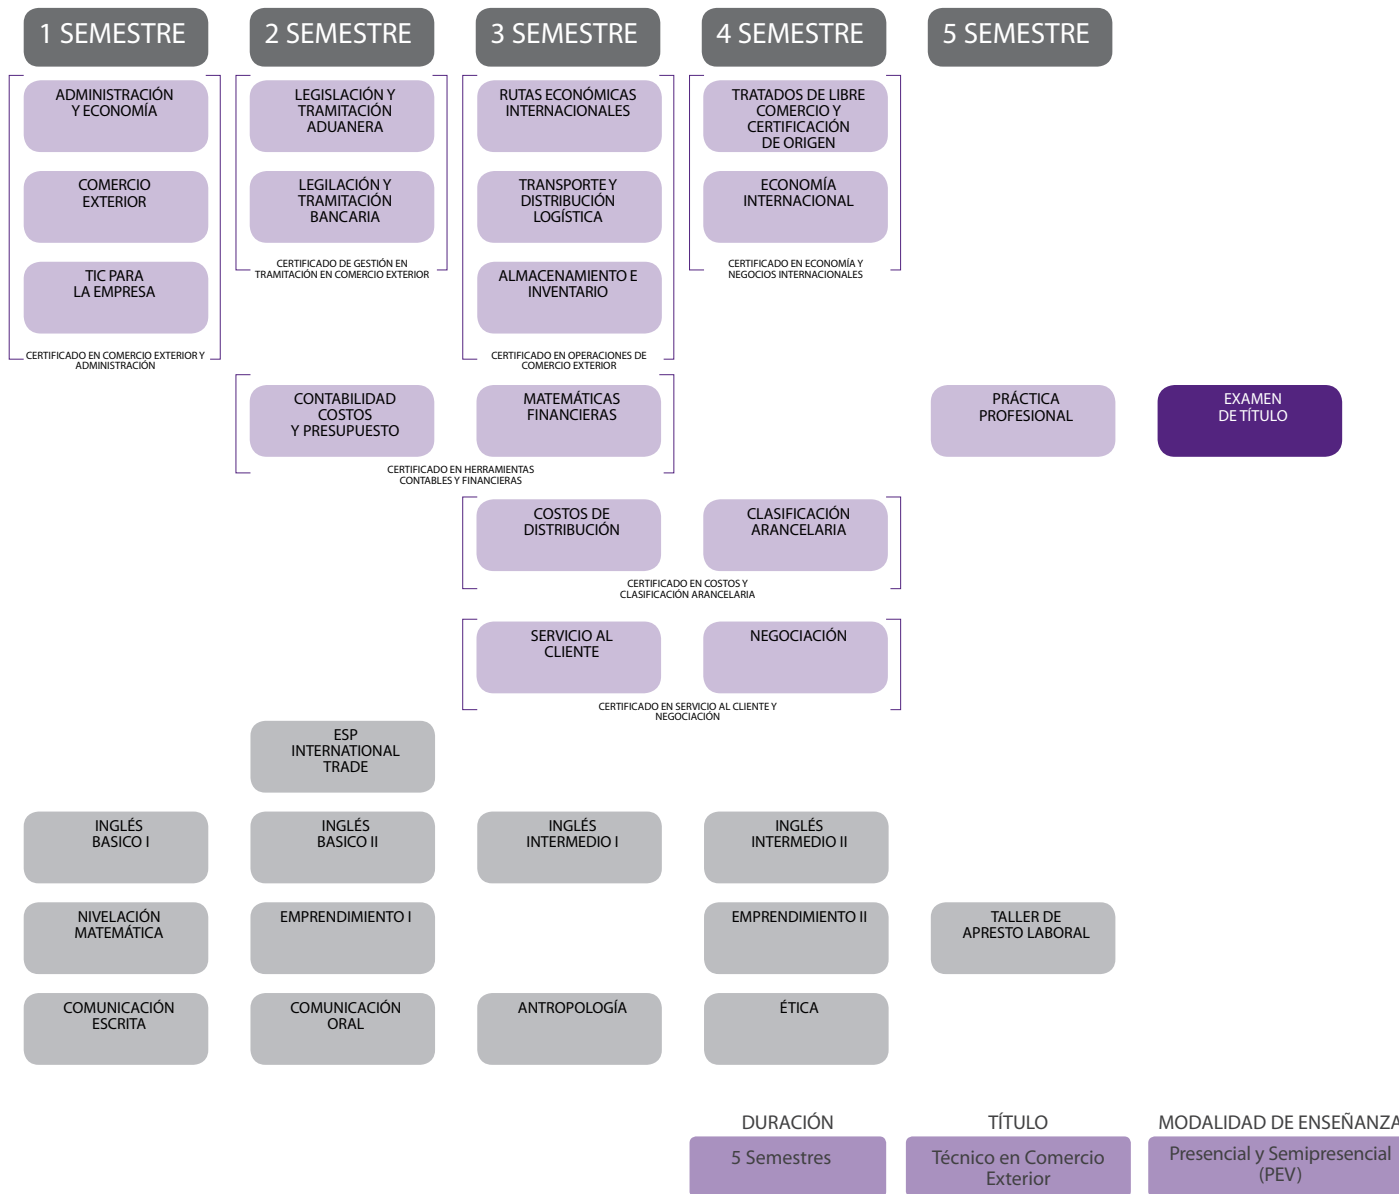 1 SEMESTRE
2 SEMESTRE
3 SEMESTRE
4 SEMESTRE
5 SEMESTRE
ADMINISTRACIÓN
Y ECONOMÍA
LEGISLACIÓN Y
TRAMITACIÓN
ADUANERA
RUTAS ECONÓMICAS
INTERNACIONALES
TRATADOS DE LIBRE
COMERCIO Y
CERTIFICACIÓN
DE ORIGEN
COMERCIO
EXTERIOR
LEGILACIÓN Y
TRAMITACIÓN
BANCARIA
TRANSPORTE Y
DISTRIBUCIÓN
LOGÍSTICA
ECONOMÍA
INTERNACIONAL
CERTIFICADO DE GESTIÓN EN
TRAMITACIÓN EN COMERCIO EXTERIOR
CERTIFICADO EN ECONOMÍA Y
NEGOCIOS INTERNACIONALES
TIC PARA
LA EMPRESA
ALMACENAMIENTO E
INVENTARIO
CERTIFICADO EN COMERCIO EXTERIOR Y
ADMINISTRACIÓN
CERTIFICADO EN OPERACIONES DE
COMERCIO EXTERIOR
CONTABILIDAD
COSTOS
Y PRESUPUESTO
MATEMÁTICAS
FINANCIERAS
PRÁCTICA
PROFESIONAL
EXAMEN
DE TÍTULO
CERTIFICADO EN HERRAMIENTAS
CONTABLES Y FINANCIERAS
COSTOS DE
DISTRIBUCIÓN
CLASIFICACIÓN
ARANCELARIA
CERTIFICADO EN COSTOS Y
CLASIFICACIÓN ARANCELARIA
SERVICIO AL
CLIENTE
NEGOCIACIÓN
CERTIFICADO EN SERVICIO AL CLIENTE Y
NEGOCIACIÓN
ESP
INTERNATIONAL
TRADE
INGLÉS
BASICO I
INGLÉS
BASICO II
INGLÉS
INTERMEDIO I
INGLÉS
INTERMEDIO II
NIVELACIÓN
MATEMÁTICA
EMPRENDIMIENTO I
EMPRENDIMIENTO II
TALLER DE
APRESTO LABORAL
COMUNICACIÓN
ESCRITA
COMUNICACIÓN
ORAL
ANTROPOLOGÍA
ÉTICA
DURACIÓN
5 Semestres
TÍTULO
Técnico en Comercio
Exterior
MODALIDAD DE ENSEÑANZA
Presencial y Semipresencial
(PEV)